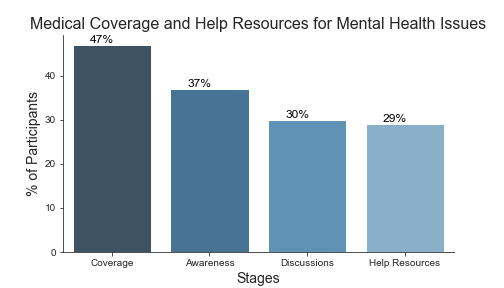 Medical Coverage and Help Resources for Mental Health Issues
47%
37%
30%
29%
40
30
20
10
0
% of Participants
Coverage
Awareness
Discussions
Help Resources
Stages